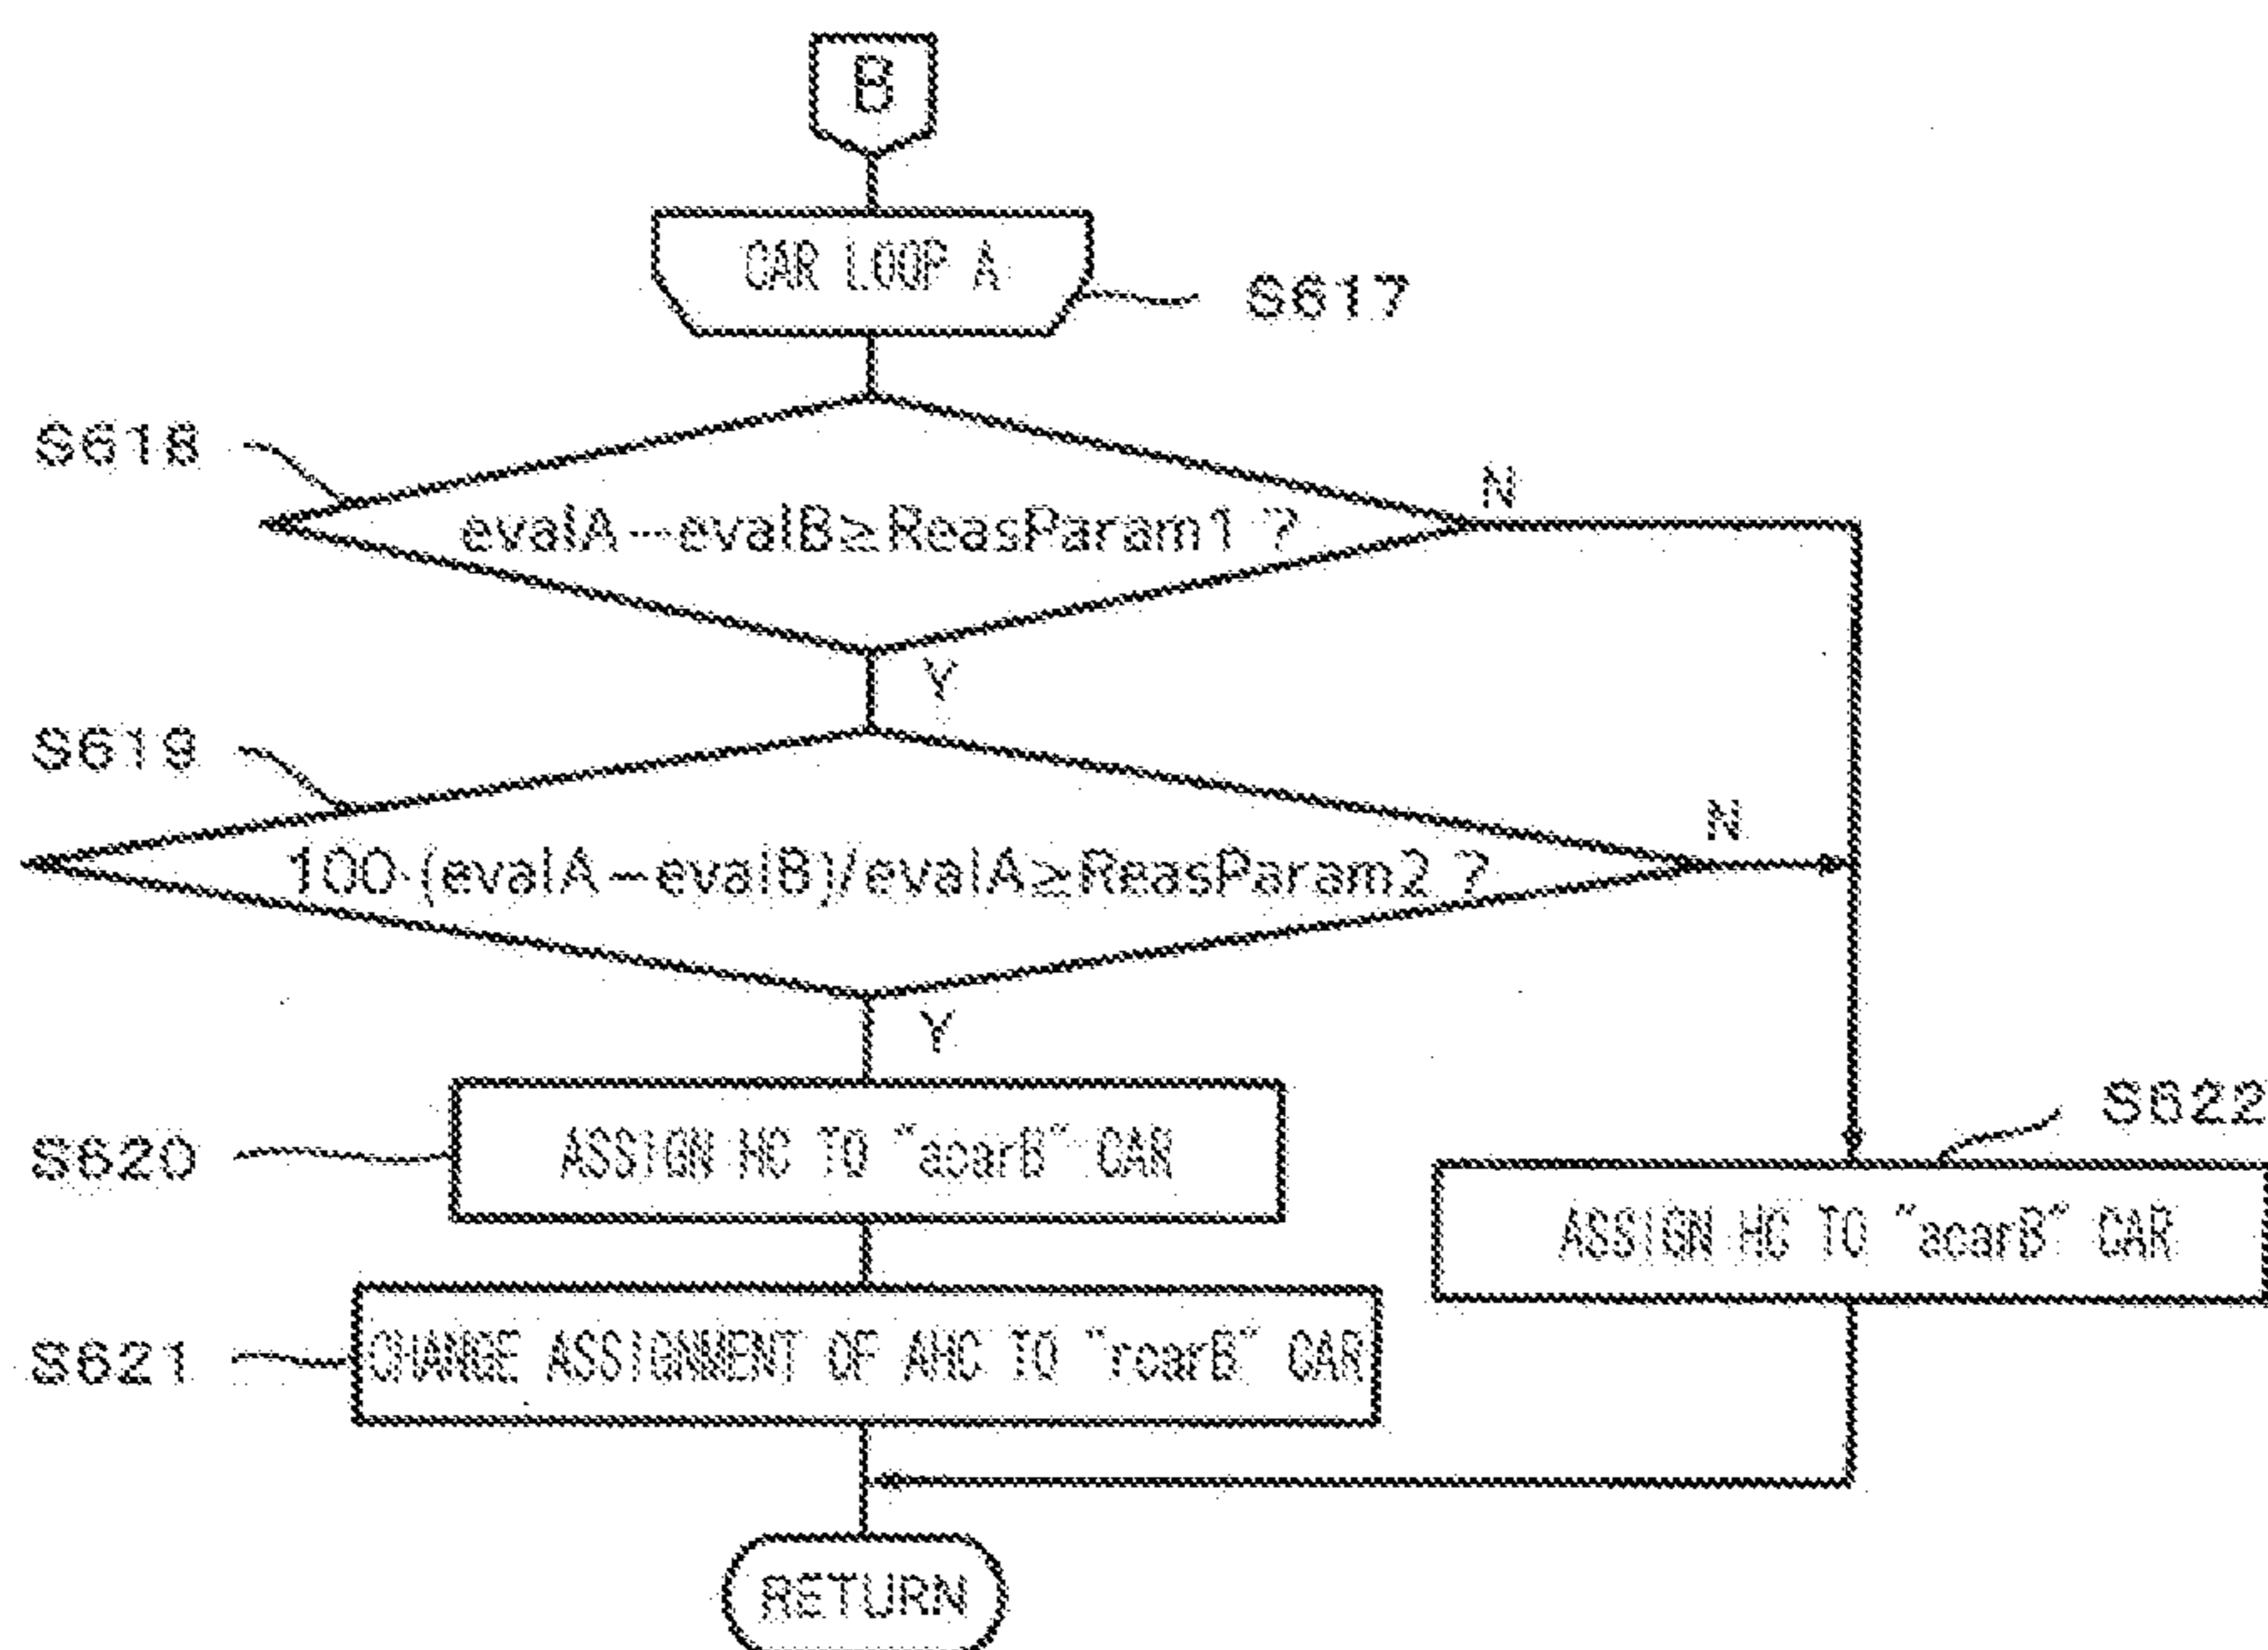 B
CAR LOOP A
S617
S618
evalA-evalB≥ReasParam1 ?
N
Y
S619
100·(evalA-evalB)/evalA≥ReasParam2 ?
N
Y
S620
ASSIGN HC TO "acarB" CAR
S622
ASSIGN HC TO "acarB" CAR
S621
CHANGE ASSIGNMENT OF AHC TO "rcarB" CAR
RETURN